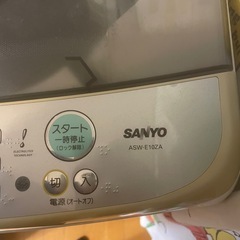 スタート
一時停止
(ロック解除)
SANYO
ASW-E10ZA
切
入
電源(オートオフ)